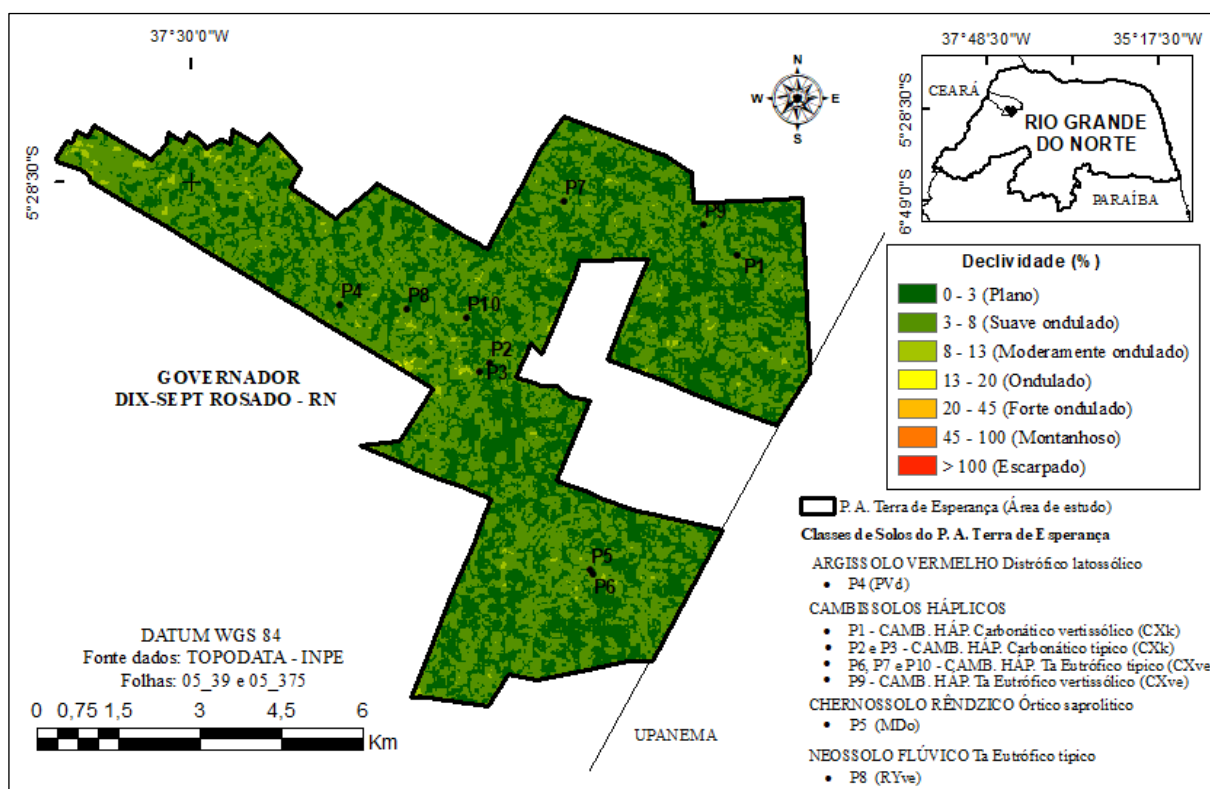 37°30'0"W
5°28'30"S
N
W
E
S
37°48'30"W
35°17'30"W
5°28'30"S
6°49'0"S
CEARÁ
RIO GRANDE
DO NORTE
PARAÍBA
P7
P9
P1
P4
P8
P10
P2
P3
P5
P6
GOVERNADOR
DIX-SEPT ROSADO - RN
UPANEMA
Declividade (%)
0 - 3 (Plano)
3 - 8 (Suave ondulado)
8 - 13 (Moderamente ondulado)
13 - 20 (Ondulado)
20 - 45 (Forte ondulado)
45 - 100 (Montanhoso)
> 100 (Escarpado)
P. A. Terra de Esperança (Área de estudo)
Classes de Solos do P. A. Terra de Esperança
ARGISSOLO VERMELHO Distrófico latossólico
• P4 (PVd)
CAMBISSOLOS HÁPLICOS
• P1 - CAMB. HÁP. Carbonático vertissólico (CXk)
• P2 e P3 - CAMB. HÁP. Carbonático típico (CXk)
• P6, P7 e P10 - CAMB. HÁP. Ta Eutrófico típico (CXve
• P9 - CAMB. HÁP. Ta Eutrófico vertissólico (CXve)
CHERNOSSOLO RÊNDZICO Órtico saprolítico
• P5 (MDo)
NEOSSOLO FLÚVICO Ta Eutrófico típico
• P8 (RYve)
DATUM WGS 84
Fonte dados: TOPODATA - INPE
Folhas: 05_39 e 05_375
0 0,75 1,5 3 4,5 6
Km